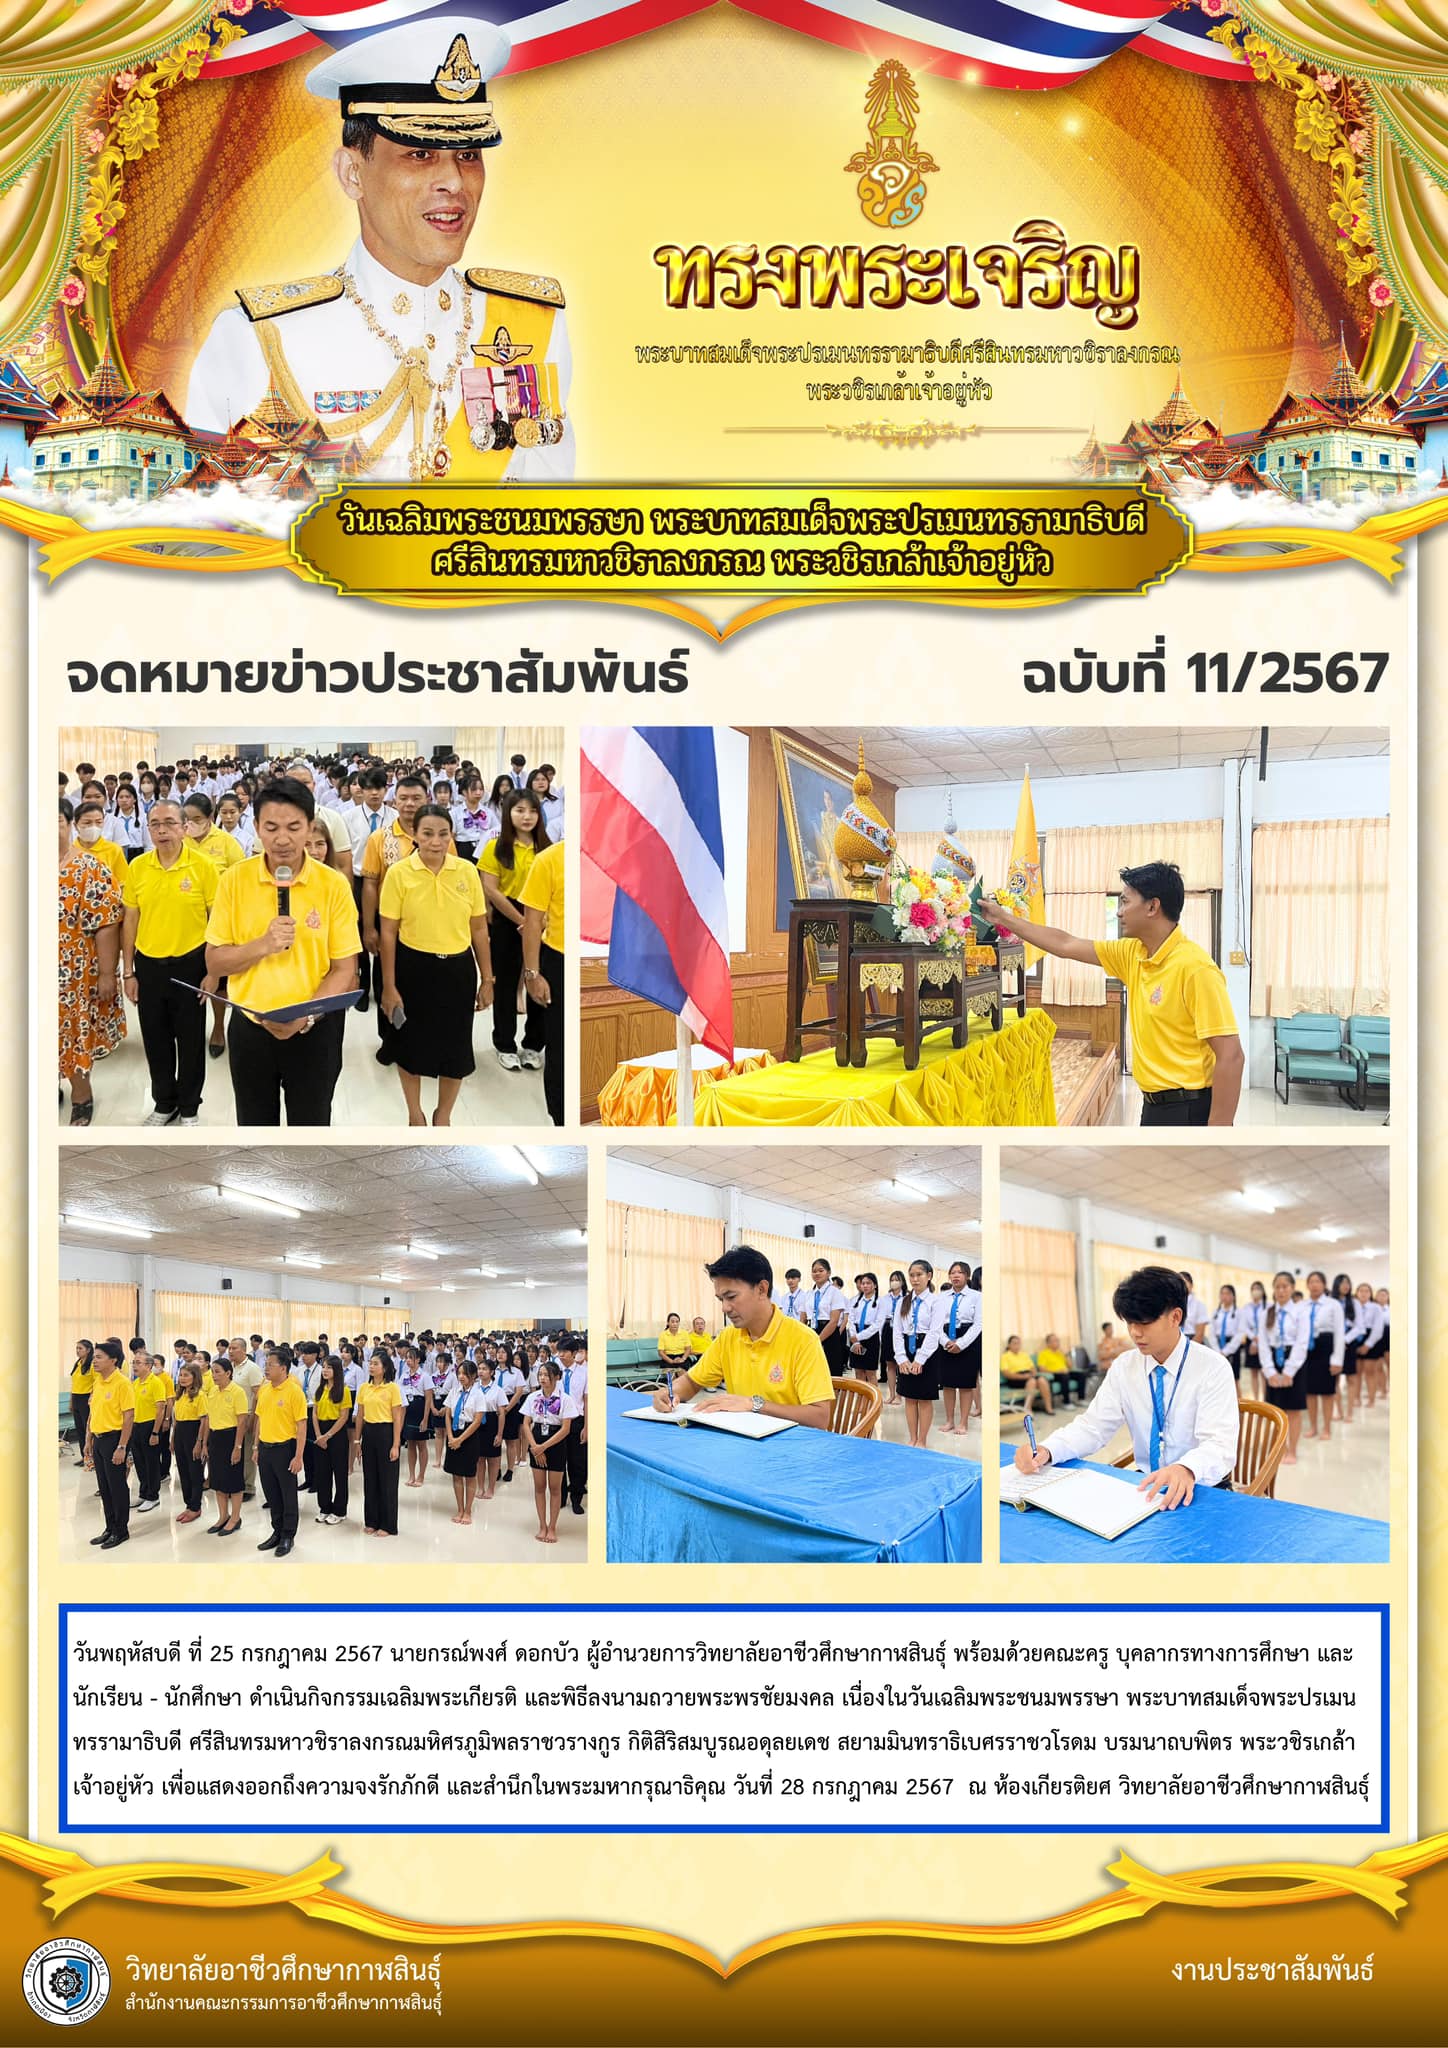 ทรงพระเจริญ
พระบาทสมเด็จพระปรเมนทรรามาธิบดีศรีสินทรมหาวชิราลงกรณ
พระวชิรเกล้าเจ้าอยู่หัว
วันเฉลิมพระชนมพรรษา พระบาทสมเด็จพระปรเมนทรรามาธิบดี
ศรีสินทรมหาวชิราลงกรณ พระวชิรเกล้าเจ้าอยู่หัว
จดหมายข่าวประชาสัมพันธ์ ฉบับที่ 11/2567
วันพฤหัสบดี ที่ 25 กรกฎาคม 2567 นายกรณ์พงศ์ ดอกบัว ผู้อำนวยการวิทยาลัยอาชีวศึกษากาฬสินธุ์ พร้อมด้วยคณะครู บุคลากรทางการศึกษา และ
นักเรียน - นักศึกษา ดำเนินกิจกรรมเฉลิมพระเกียรติ และพิธีลงนามถวายพระพรชัยมงคล เนื่องในวันเฉลิมพระชนมพรรษา พระบาทสมเด็จพระปรเมน
ทรรามาธิบดี ศรีสินทรมหาวชิราลงกรณมหิศรภูมิพลราชวรางกูร กิติสิริสมบูรณอดุลยเดช สยามมินทราธิเบศรราชวโรดม บรมนาถบพิตร พระวชิรเกล้า
เจ้าอยู่หัว เพื่อแสดงออกถึงความจงรักภักดี และสำนึกในพระมหากรุณาธิคุณ วันที่ 28 กรกฎาคม 2567 ณ ห้องเกียรติยศ วิทยาลัยอาชีวศึกษากาฬสินธุ์
วิทยาลัยอาชีวศึกษากาฬสินธุ์
สำนักงานคณะกรรมการอาชีวศึกษากาฬสินธุ์
งานประชาสัมพันธ์